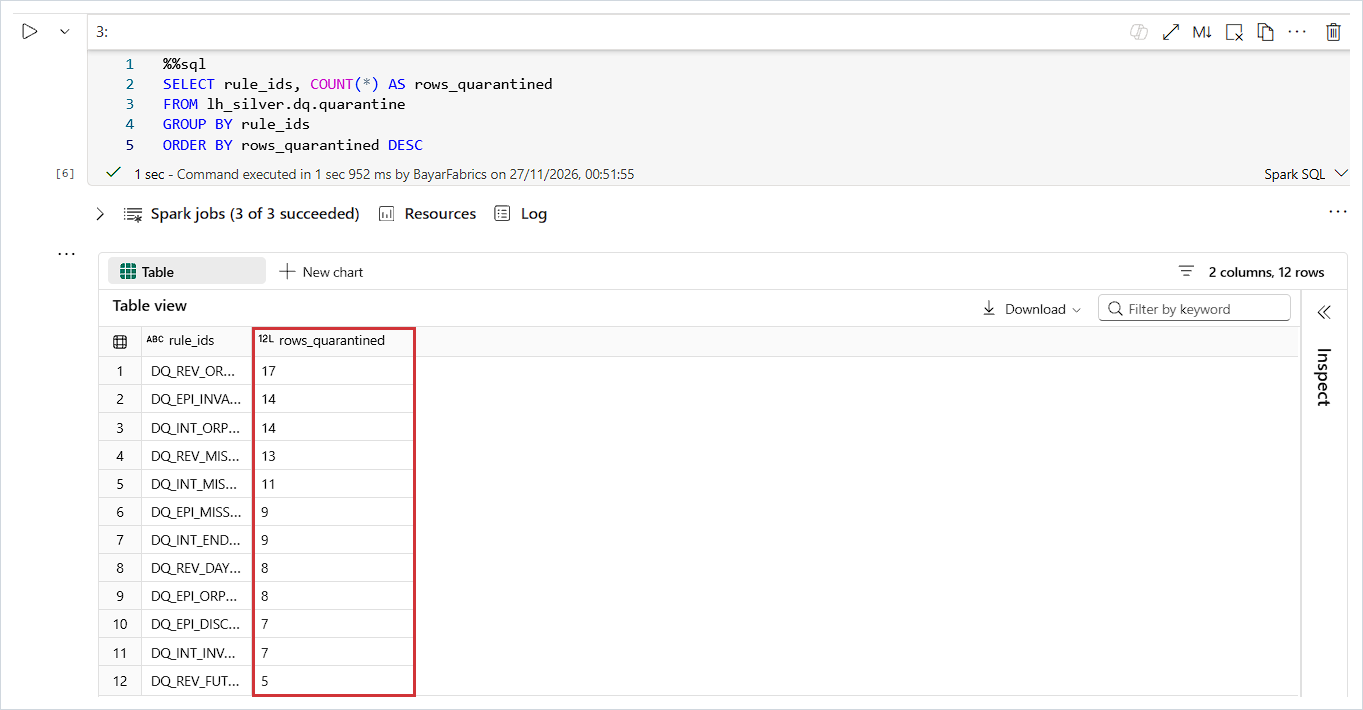 3:
M↓
1 %%sql
2 SELECT rule_ids, COUNT(*) AS rows_quarantined
3 FROM lh_silver.dq.quarantine
4 GROUP BY rule_ids
5 ORDER BY rows_quarantined DESC
[6] 1 sec - Command executed in 1 sec 952 ms by BayarFabrics on 27/11/2026, 00:51:55 Spark SQL
Spark jobs (3 of 3 succeeded) Resources Log
Table New chart 2 columns, 12 rows
Table view Download Filter by keyword
Inspect
ABC rule_ids 12L rows_quarantined
1 DQ_REV_OR... 17
2 DQ_EPI_INVA... 14
3 DQ_INT_ORP... 14
4 DQ_REV_MIS... 13
5 DQ_INT_MIS... 11
6 DQ_EPI_MISS... 9
7 DQ_INT_END... 9
8 DQ_REV_DAY... 8
9 DQ_EPI_ORP... 8
10 DQ_EPI_DISC... 7
11 DQ_INT_INV... 7
12 DQ_REV_FUT... 5